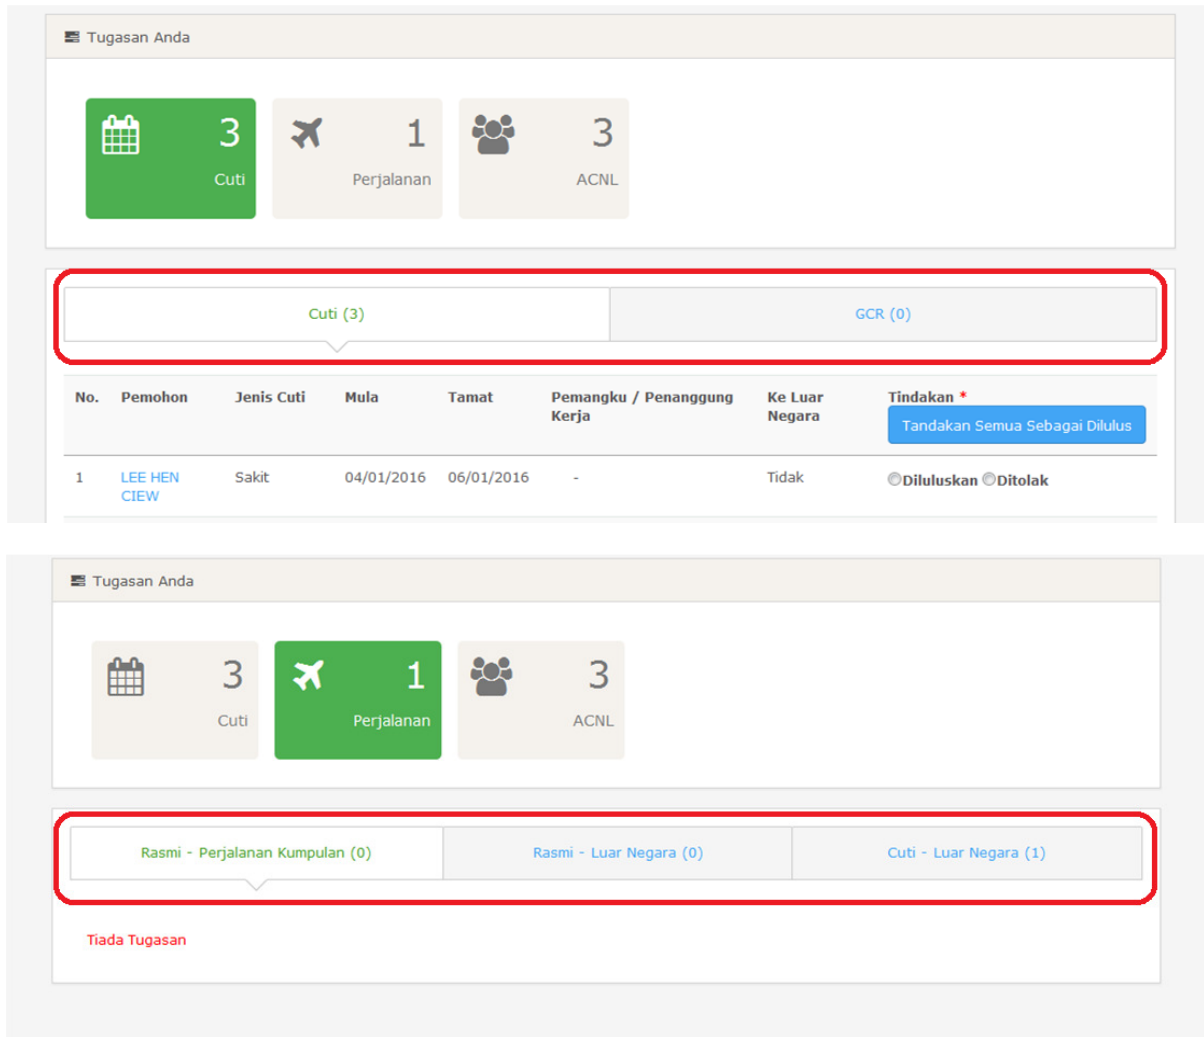 Tugasan Anda
3
Cuti
1
Perjalanan
3
ACNL
Cuti (3)
GCR (0)
No. Pemohon Jenis Cuti Mula Tamat Pemangku / Penanggung Kerja Ke Luar Negara Tindakan *
Tandakan Semua Sebagai Dilulus
1 LEE HEN CIEW Sakit 04/01/2016 06/01/2016 - Tidak Diluluskan Ditolak
Tugasan Anda
3
Cuti
1
Perjalanan
3
ACNL
Rasmi - Perjalanan Kumpulan (0)
Rasmi - Luar Negara (0)
Cuti - Luar Negara (1)
Tiada Tugasan